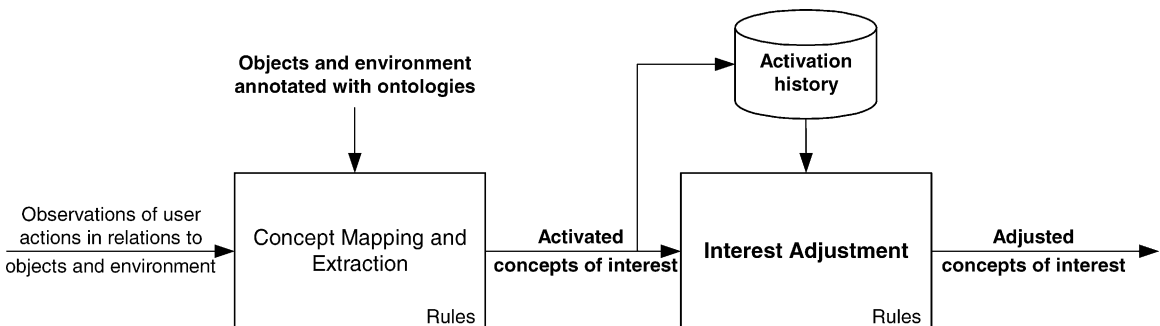 Objects and environment
annotated with ontologies
Activation
history
Observations of user
actions in relations to
objects and environment
Concept Mapping and
Extraction
Rules
Activated
concepts of interest
Interest Adjustment
Rules
Adjusted
concepts of interest